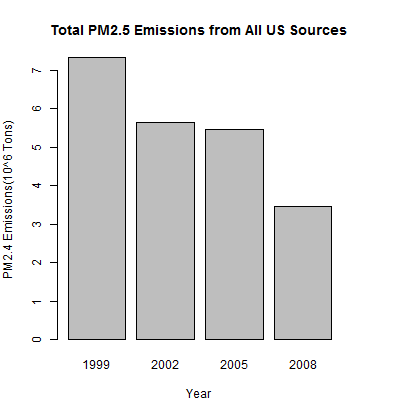 Total PM2.5 Emissions from All US Sources
PM2.4 Emissions(10^6 Tons)
7
6
5
4
3
2
1
0
1999 2002 2005 2008
Year